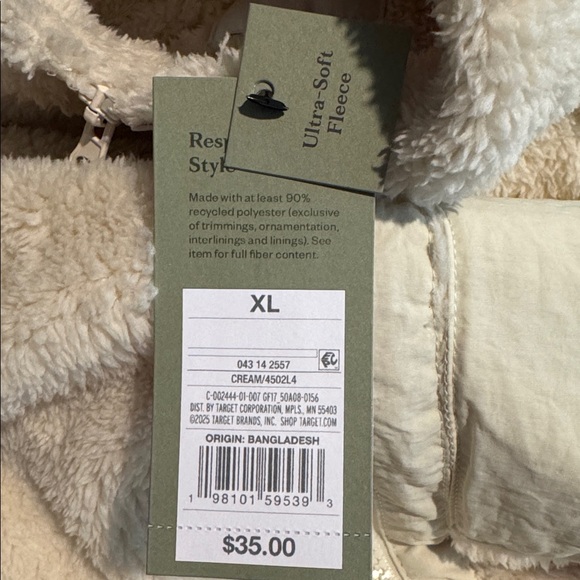 Ultra-Soft
Fleece
Style
Made with at least 90%
recycled polyester (exclusive
of trimmings, ornamentation,
interlinings and linings). See
item for full fiber content.
XL
043 14 2557
CREAM/4502L4
C-002444-01-007 GF17_50A08-0156
DIST. BY TARGET CORPORATION, MPLS., MN 55403
©2025 TARGET BRANDS, INC. SHOP TARGET.COM
ORIGIN: BANGLADESH
1 98101 59539 3
$35.00